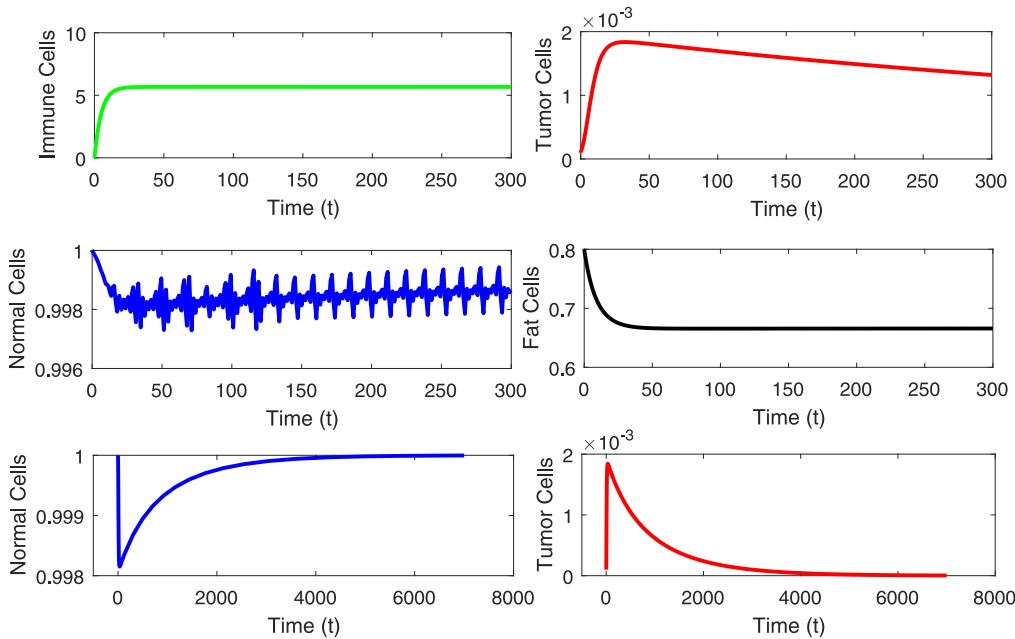 Immune Cells
10
5
0
0 50 100 150 200 250 300
Time (t)
×10⁻³
Tumor Cells
2
1
0
0 50 100 150 200 250 300
Time (t)
Normal Cells
1
0.998
0.996
0 50 100 150 200 250 300
Time (t)
Fat Cells
0.8
0.7
0.6
0 50 100 150 200 250 300
Time (t)
Normal Cells
1
0.999
0.998
0 2000 4000 6000 8000
Time (t)
×10⁻³
Tumor Cells
2
1
0
0 2000 4000 6000 8000
Time (t)